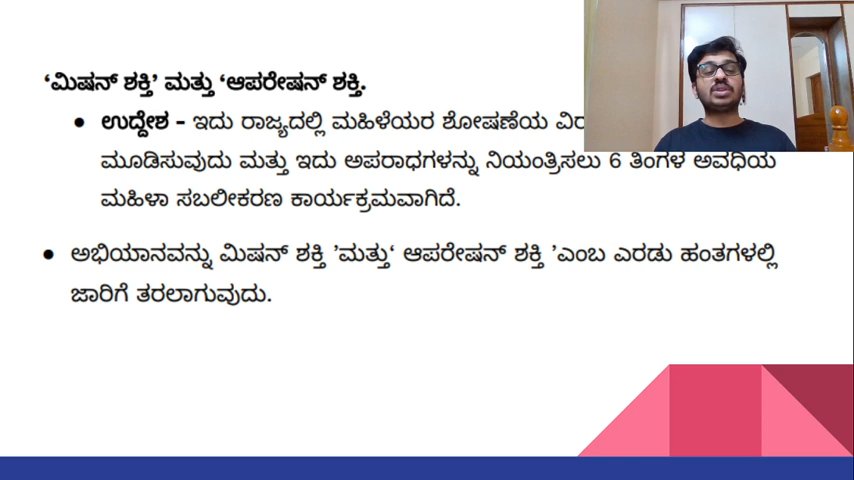 ‘ಮಿಷನ್ ಶಕ್ತಿ’ ಮತ್ತು ‘ಆಪರೇಷನ್ ಶಕ್ತಿ.
● ಉದ್ದೇಶ - ಇದು ರಾಜ್ಯದಲ್ಲಿ ಮಹಿಳೆಯರ ಶೋಷಣೆಯ
ಮೂಡಿಸುವುದು ಮತ್ತು ಇದು ಅಪರಾಧಗಳನ್ನು ನಿಯಂತ್ರಿಸಲು 6 ತಿಂಗಳ ಅವಧಿಯ
ಮಹಿಳಾ ಸಬಲೀಕರಣ ಕಾರ್ಯಕ್ರಮವಾಗಿದೆ.
● ಅಭಿಯಾನವನ್ನು ಮಿಷನ್ ಶಕ್ತಿ ’ಮತ್ತು‘ ಆಪರೇಷನ್ ಶಕ್ತಿ ’ಎಂಬ ಎರಡು ಹಂತಗಳಲ್ಲಿ
ಜಾರಿಗೆ ತರಲಾಗುವುದು.